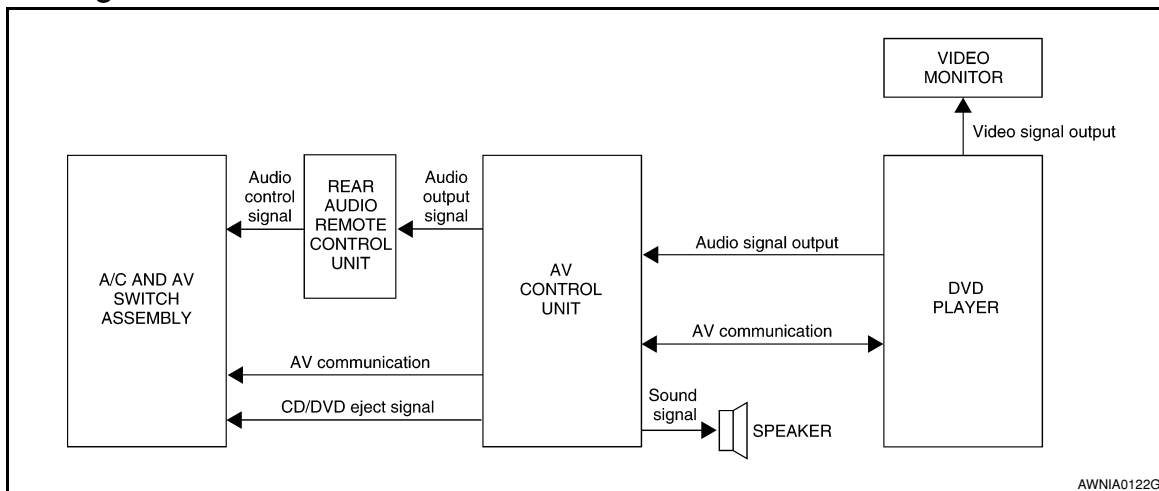 VIDEO
MONITOR
Video signal output
Audio
control
signal
REAR
AUDIO
REMOTE
CONTROL
UNIT
Audio
output
signal
A/C AND AV
SWITCH
ASSEMBLY
AV
CONTROL
UNIT
Audio signal output
DVD
PLAYER
AV communication
AV communication
CD/DVD eject signal
Sound
signal
SPEAKER
AWNIA0122G